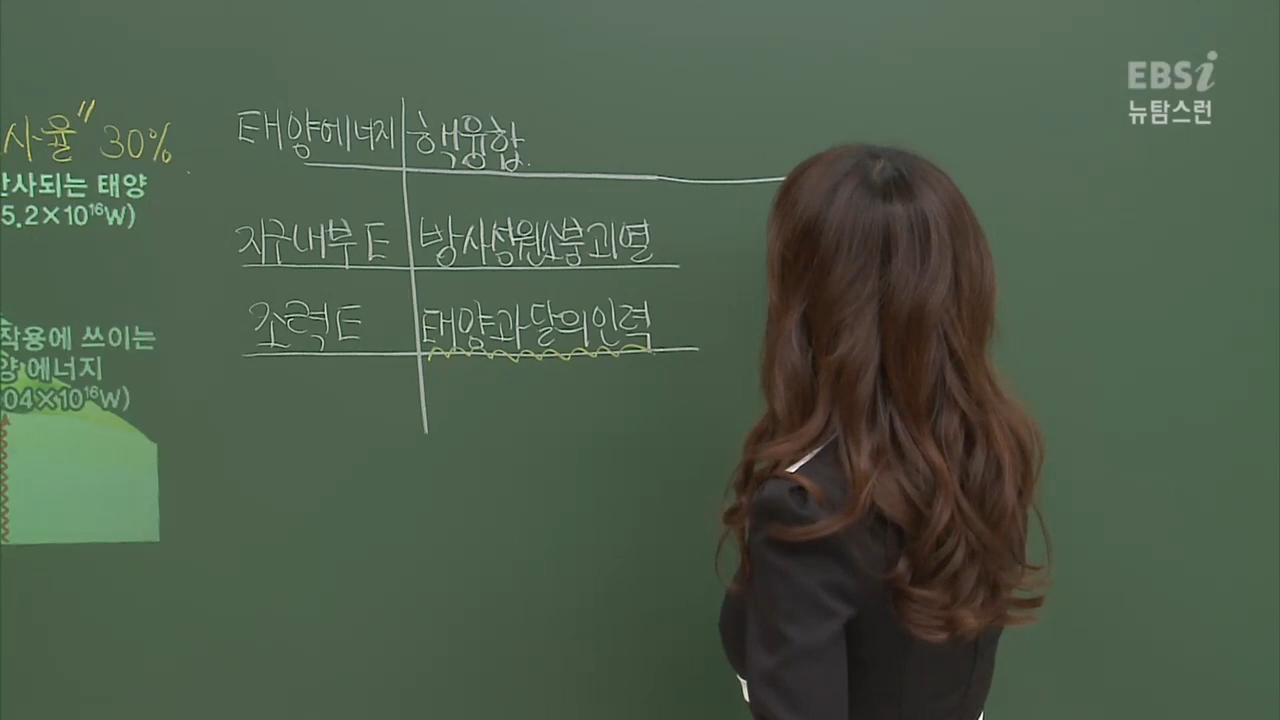 EBSi
뉴탐스런
사율" 30%
반사되는 태양
5.2×10¹⁶W)
작용에 쓰이는
양 에너지
04×10¹⁶W)
태양에너지 핵융합.
지구내부E 방사성원소붕괴열
조력E 태양과달의인력